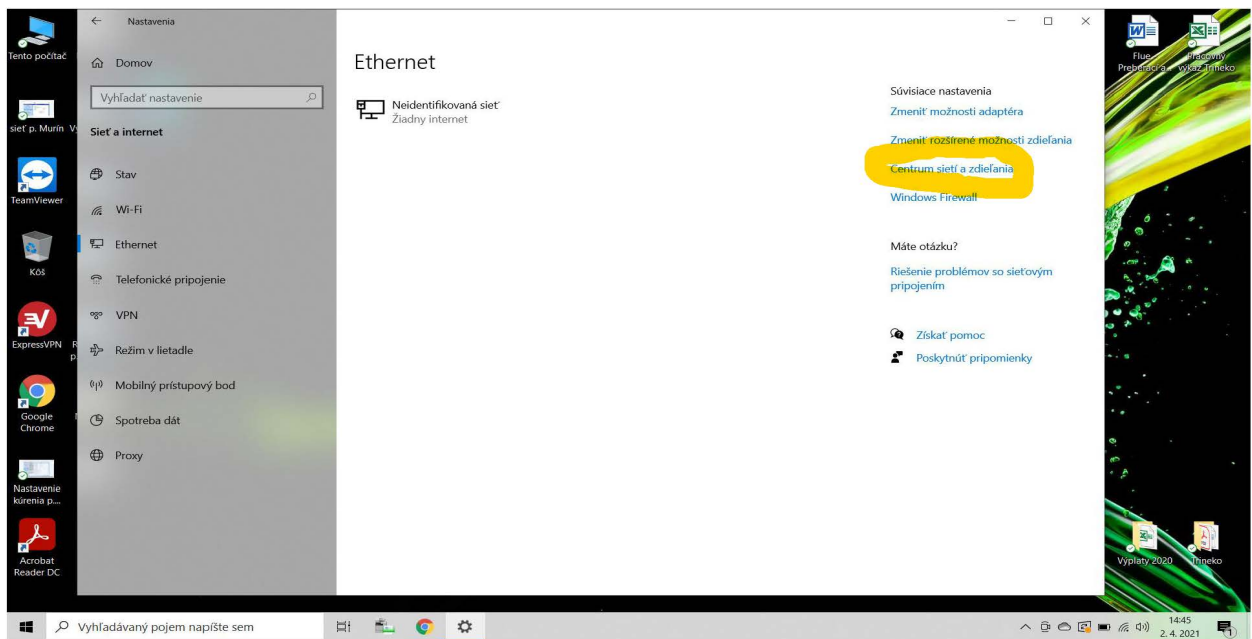 Nastavenia
Domov
Vyhľadať nastavenie
Sieť a internet
Stav
Wi-Fi
Ethernet
Telefonické pripojenie
VPN
Režim v lietadle
Mobilný prístupový bod
Spotreba dát
Proxy
Ethernet
Neidentifikovaná sieť
Žiadny internet
Súvisiace nastavenia
Zmeniť možnosti adaptéra
Zmeniť rozšírené možnosti zdieľania
Centrum sietí a zdieľania
Windows Firewall
Máte otázku?
Riešenie problémov so sieťovým
pripojením
Získať pomoc
Poskytnúť pripomienky
Tento počítač
sieť p. Murín
TeamViewer
Kôš
ExpressVPN
Google
Chrome
Nastavenie
kúrenia p....
Acrobat
Reader DC
Flue
Preberací a...
Pracovný
výkaz Trineko
Výplaty 2020
Trineko
Vyhľadávaný pojem napíšte sem
14:45
2. 4. 2021
1